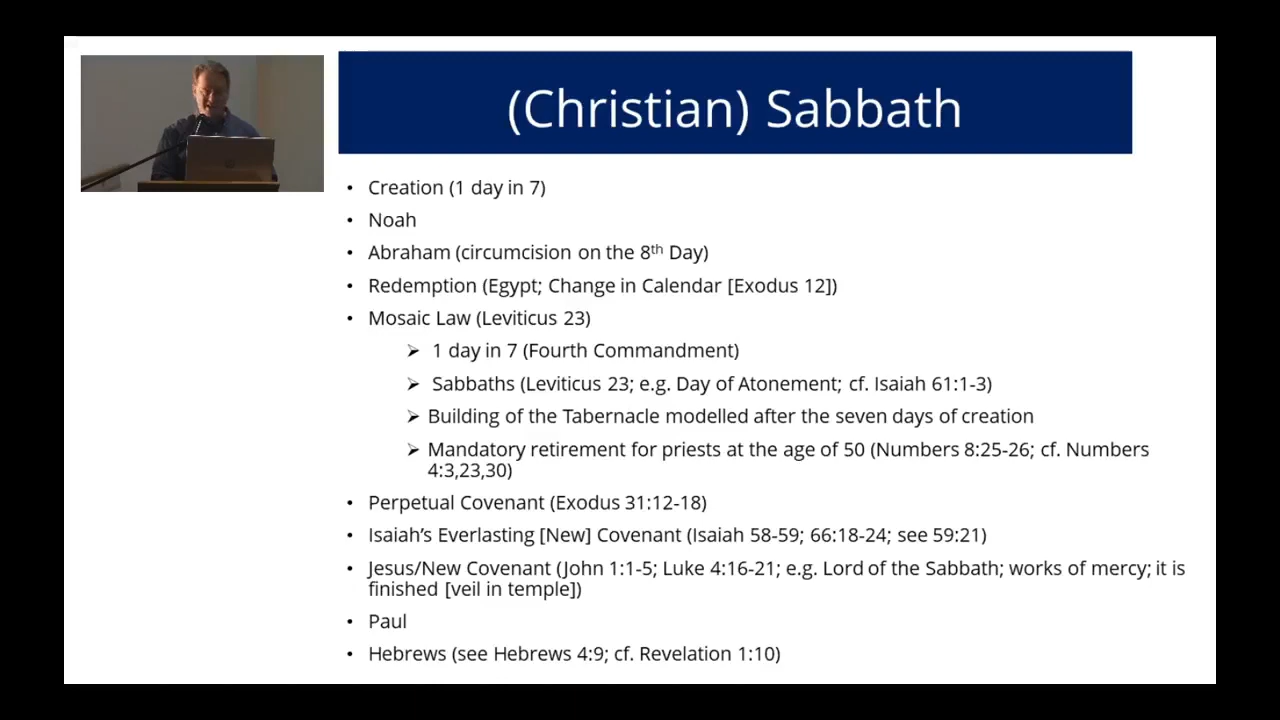 (Christian) Sabbath
• Creation (1 day in 7)
• Noah
• Abraham (circumcision on the 8th Day)
• Redemption (Egypt; Change in Calendar [Exodus 12])
• Mosaic Law (Leviticus 23)
➢ 1 day in 7 (Fourth Commandment)
➢ Sabbaths (Leviticus 23; e.g. Day of Atonement; cf. Isaiah 61:1-3)
➢ Building of the Tabernacle modelled after the seven days of creation
➢ Mandatory retirement for priests at the age of 50 (Numbers 8:25-26; cf. Numbers
4:3,23,30)
• Perpetual Covenant (Exodus 31:12-18)
• Isaiah’s Everlasting [New] Covenant (Isaiah 58-59; 66:18-24; see 59:21)
• Jesus/New Covenant (John 1:1-5; Luke 4:16-21; e.g. Lord of the Sabbath; works of mercy; it is
finished [veil in temple])
• Paul
• Hebrews (see Hebrews 4:9; cf. Revelation 1:10)